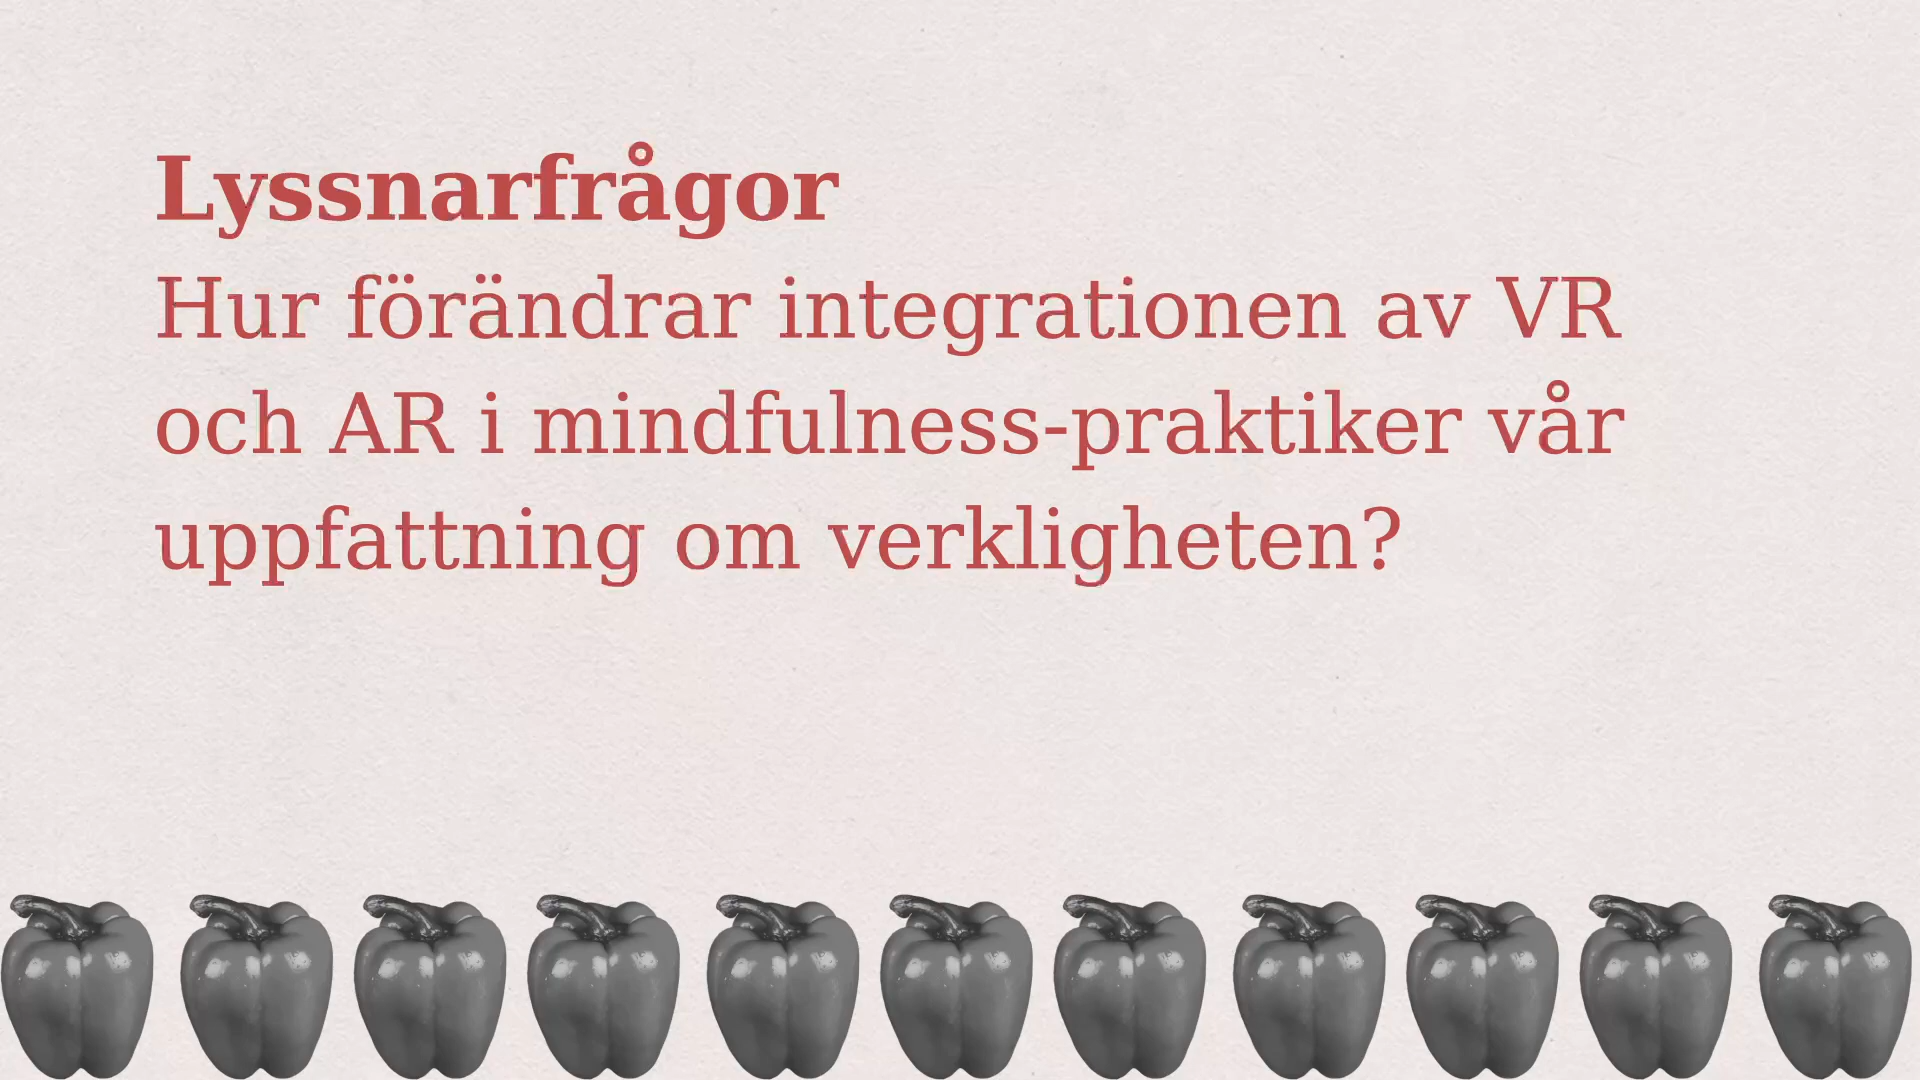 Lyssnarfrågor
Hur förändrar integrationen av VR
och AR i mindfulness-praktiker vår
uppfattning om verkligheten?